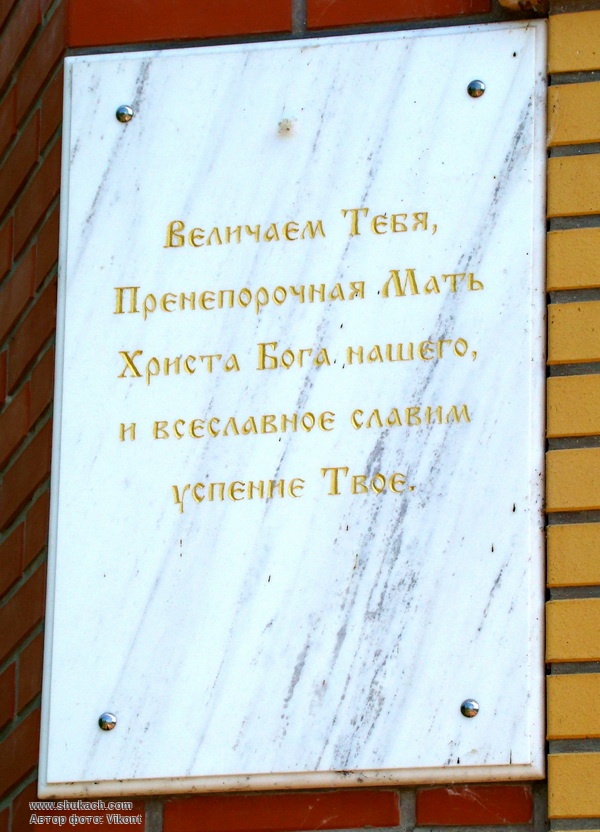 Величаем Тебя,
Пренепорочная Мать
Христа Бога нашего,
и всеславное славим
успение Твое.
www.shukach.com
Автор фото: Vikont